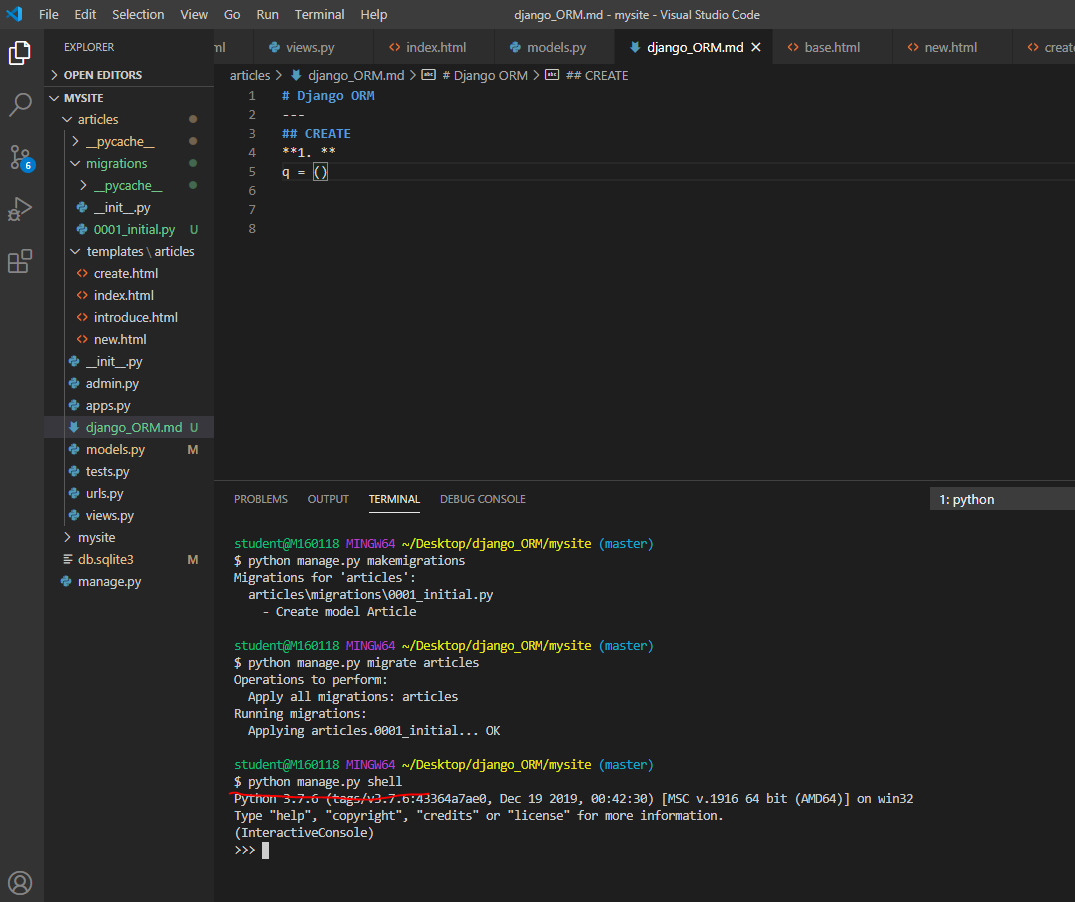 File Edit Selection View Go Run Terminal Help django_ORM.md - mysite - Visual Studio Code
EXPLORER
ml views.py index.html models.py django_ORM.md base.html new.html create
OPEN EDITORS
articles > django_ORM.md > # Django ORM > ## CREATE
MYSITE
articles
__pycache__
migrations
__pycache__
__init__.py
0001_initial.py U
templates \ articles
create.html
index.html
introduce.html
new.html
__init__.py
admin.py
apps.py
django_ORM.md U
models.py M
tests.py
urls.py
views.py
mysite
db.sqlite3 M
manage.py
6
1 # Django ORM
2 ---
3 ## CREATE
4 **1. **
5 q = ()
6
7
8
PROBLEMS OUTPUT TERMINAL DEBUG CONSOLE 1: python
student@M160118 MINGW64 ~/Desktop/django_ORM/mysite (master)
$ python manage.py makemigrations
Migrations for 'articles':
articles\migrations\0001_initial.py
- Create model Article
student@M160118 MINGW64 ~/Desktop/django_ORM/mysite (master)
$ python manage.py migrate articles
Operations to perform:
Apply all migrations: articles
Running migrations:
Applying articles.0001_initial... OK
student@M160118 MINGW64 ~/Desktop/django_ORM/mysite (master)
$ python manage.py shell
Python 3.7.6 (tags/v3.7.6:43364a7ae0, Dec 19 2019, 00:42:30) [MSC v.1916 64 bit (AMD64)] on win32
Type "help", "copyright", "credits" or "license" for more information.
(InteractiveConsole)
>>>